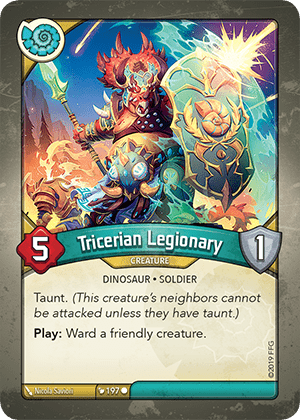 Tricerian Legionary
CREATURE
5
1
DINOSAUR • SOLDIER
Taunt. (This creature's neighbors cannot
be attacked unless they have taunt.)
Play: Ward a friendly creature.
©2019 FFG
197